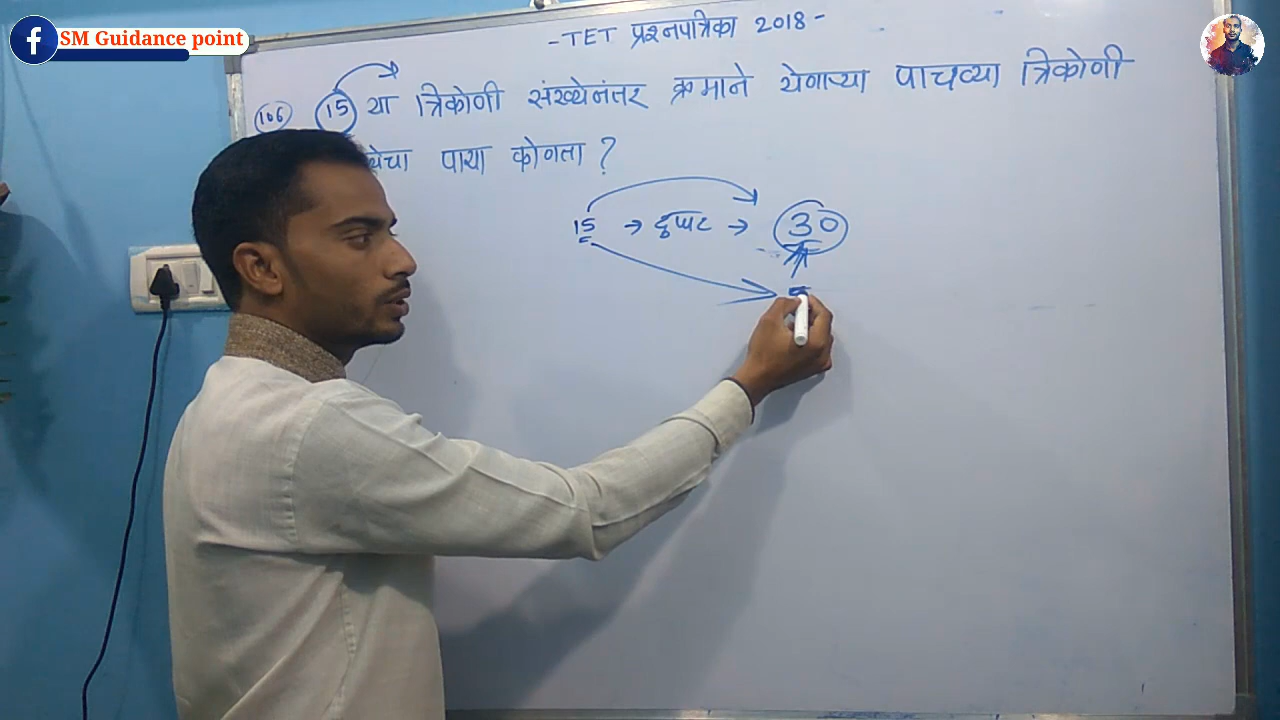 SM Guidance point
-TET प्रश्नपत्रिका 2018-
106 15 या त्रिकोणी संख्येनंतर क्रमाने येणाऱ्या पाचव्या त्रिकोणी
पाया कोणता ?
15 → दुप्पट → 30